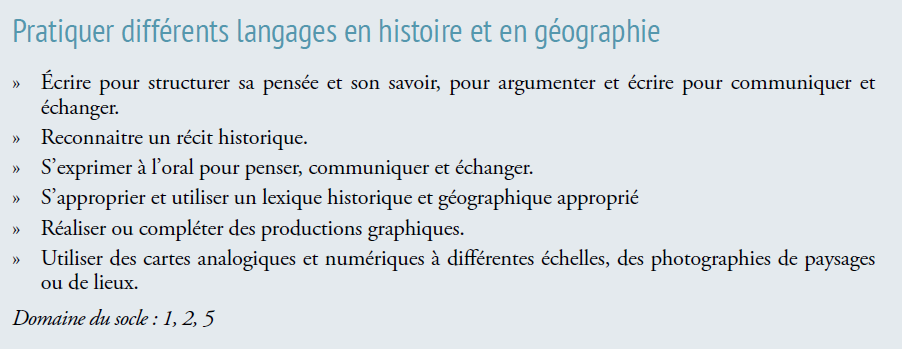 Pratiquer différents langages en histoire et en géographie
» Écrire pour structurer sa pensée et son savoir, pour argumenter et écrire pour communiquer et
échanger.
» Reconnaitre un récit historique.
» S’exprimer à l’oral pour penser, communiquer et échanger.
» S’approprier et utiliser un lexique historique et géographique approprié
» Réaliser ou compléter des productions graphiques.
» Utiliser des cartes analogiques et numériques à différentes échelles, des photographies de paysages
ou de lieux.
Domaine du socle : 1, 2, 5